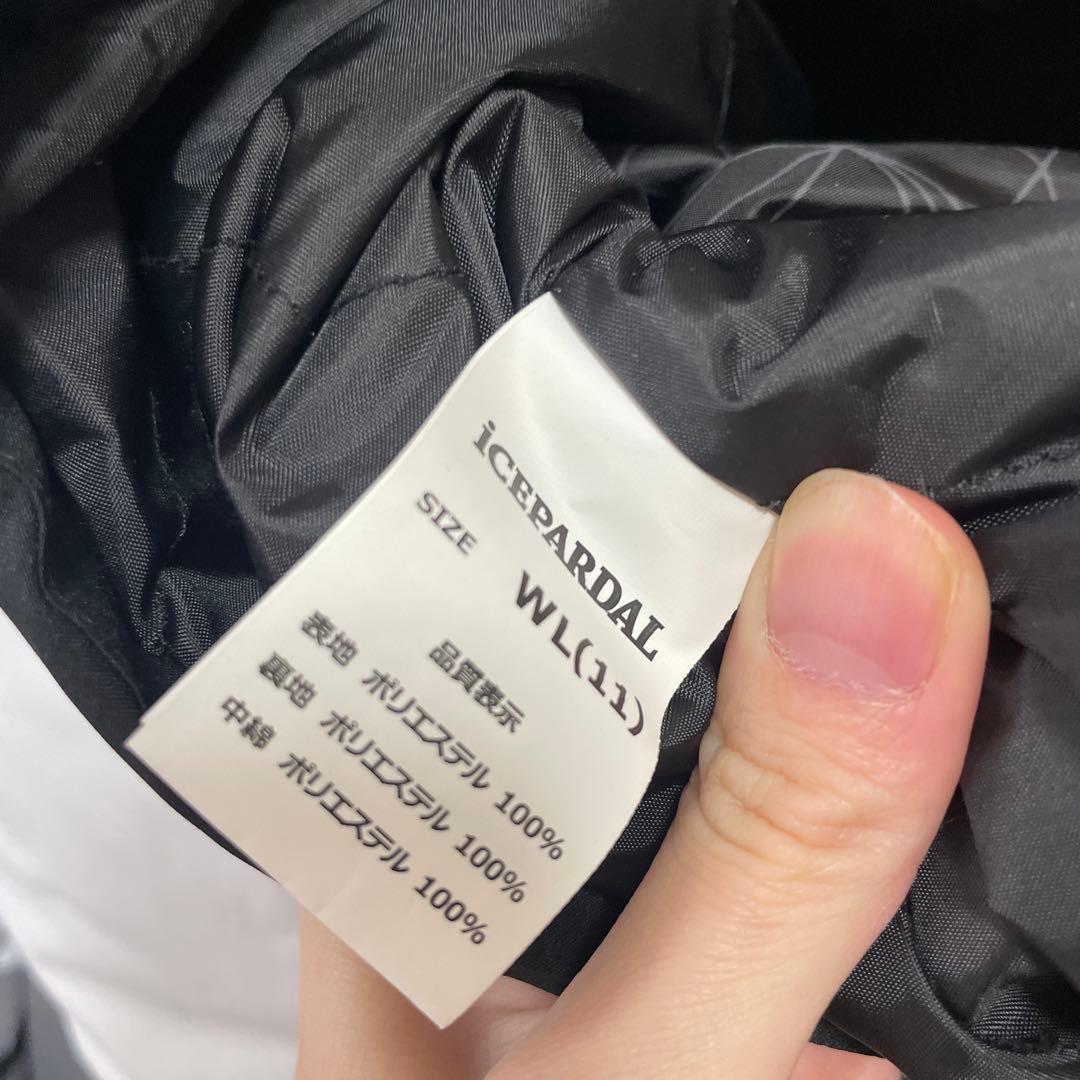 iCEPARDAL
SIZE WL(11)
品質表示
表地 ポリエステル 100%
裏地 ポリエステル 100%
中綿 ポリエステル 100%